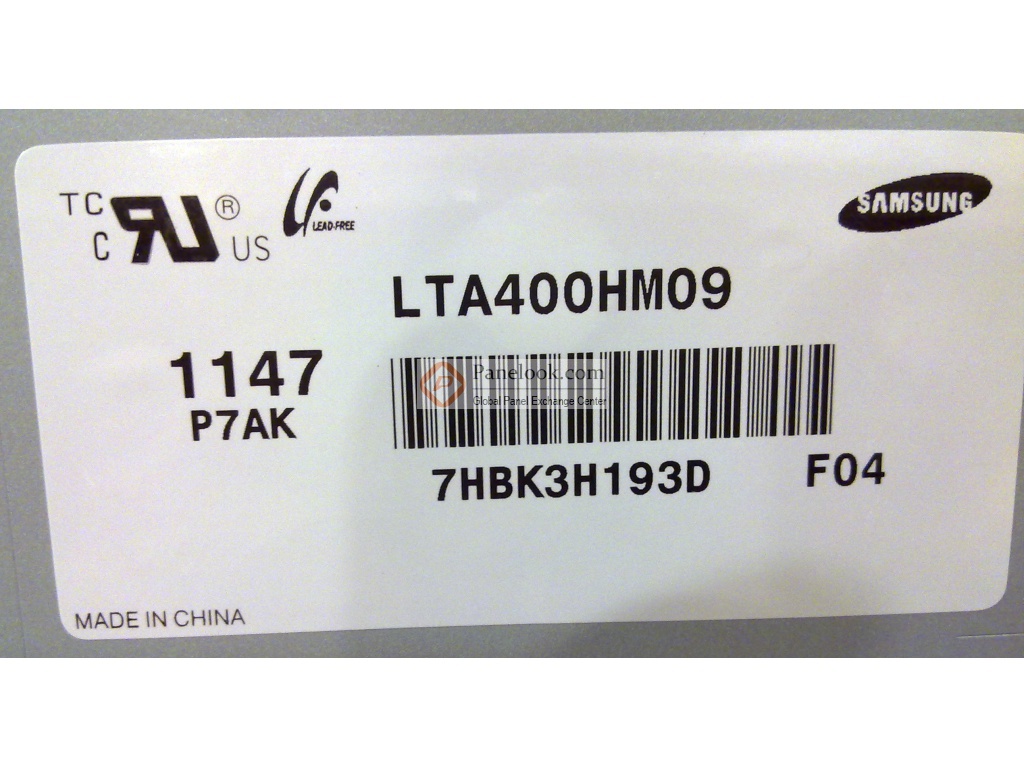 TC
C
US
®
LEAD-FREE
SAMSUNG
LTA400HM09
1147
P7AK
Panelook.com
Global Panel Exchange Center
7HBK3H193D F04
MADE IN CHINA